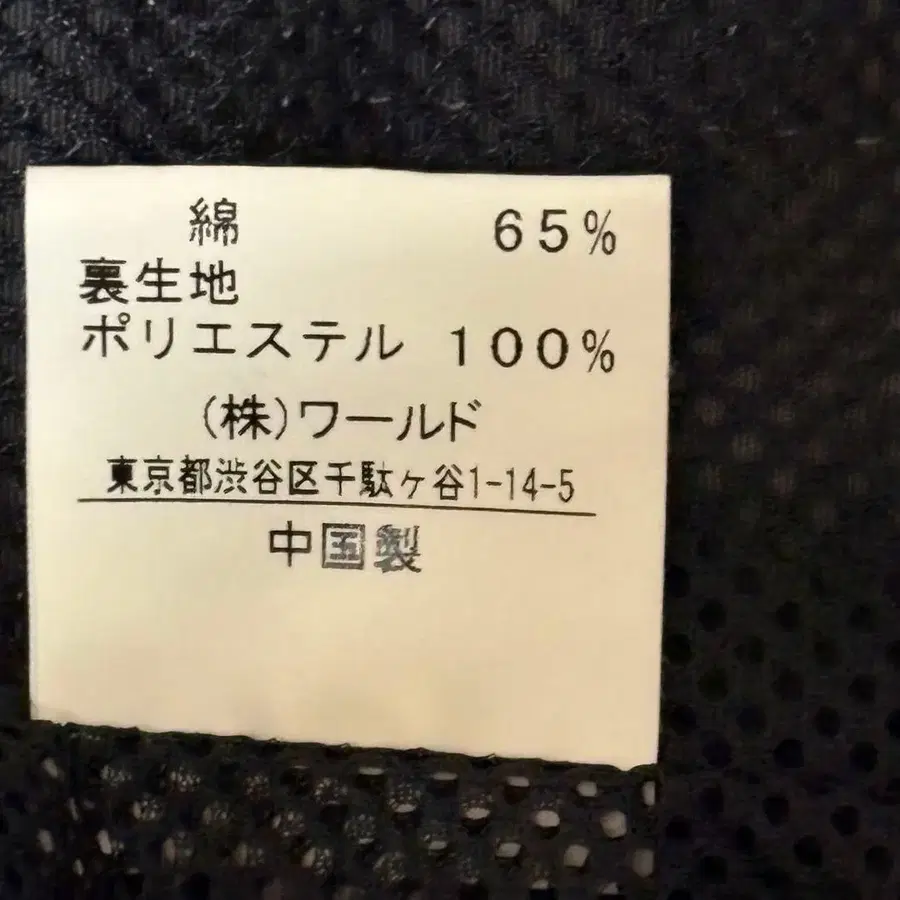 綿 65%
裏生地
ポリエステル 100%
(株)ワールド
東京都渋谷区千駄ヶ谷1-14-5
中国製